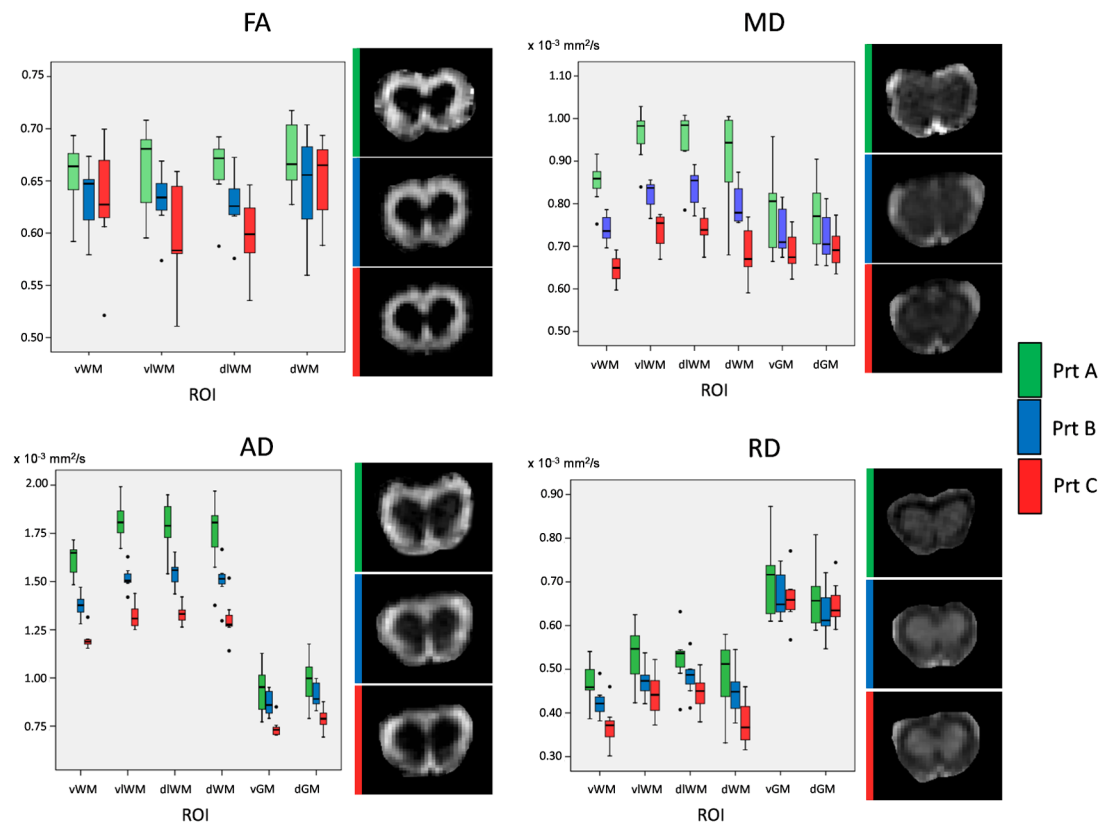 FA
0.75
0.70
0.65
0.60
0.55
0.50
vWM vlWM dlWM dWM
ROI
MD
x 10⁻³ mm²/s
1.10
1.00
0.90
0.80
0.70
0.60
0.50
vWM vlWM dlWM dWM vGM dGM
ROI
Prt A
Prt B
Prt C
AD
x 10⁻³ mm²/s
2.00
1.75
1.50
1.25
1.00
0.75
vWM vlWM dlWM dWM vGM dGM
ROI
RD
x 10⁻³ mm²/s
0.90
0.80
0.70
0.60
0.50
0.40
0.30
vWM vlWM dlWM dWM vGM dGM
ROI